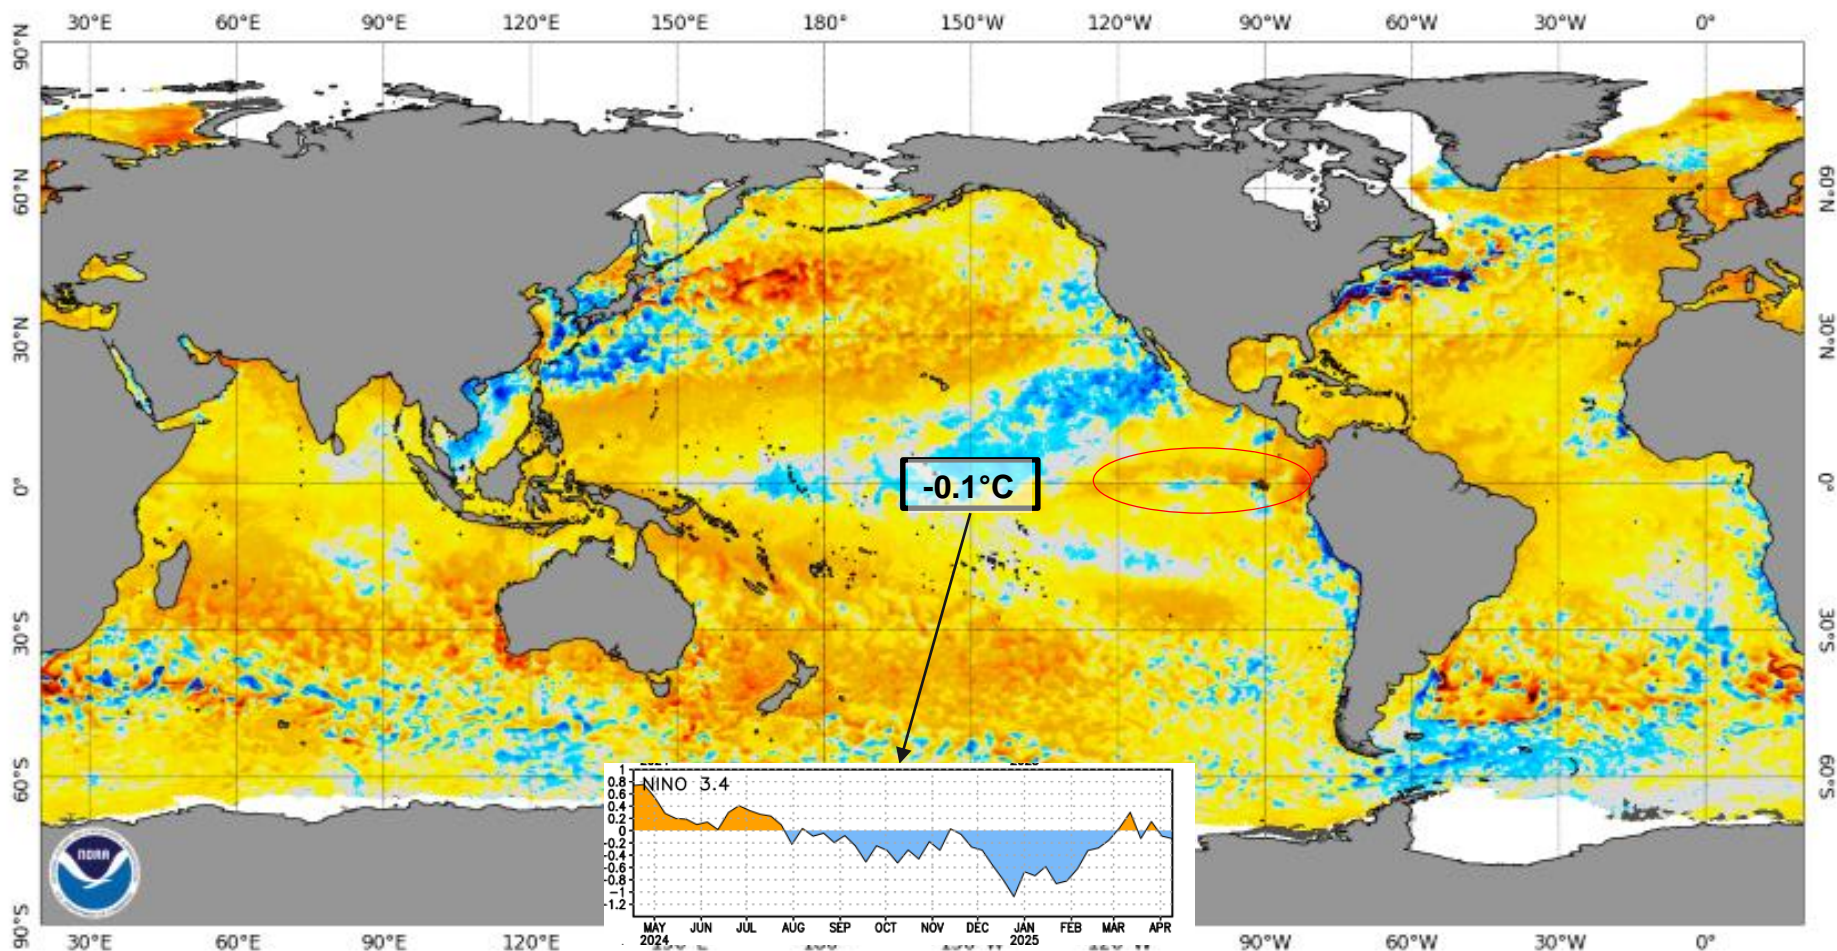 30°E 60°E 90°E 120°E 150°E 180° 150°W 120°W 90°W 60°W 30°W 0°
90°N
60°N 60°N
30°N 30°N
0° 0°
-0.1°C
30°S 30°S
60°S 60°S
90°S
NOAA
NINO 3.4
1
0.8
0.6
0.4
0.2
0
-0.2
-0.4
-0.6
-0.8
-1
-1.2
MAY JUN JUL AUG SEP OCT NOV DEC JAN FEB MAR APR
2024 2025
30°E 60°E 90°E 120°E 90°W 60°W 30°W 0°